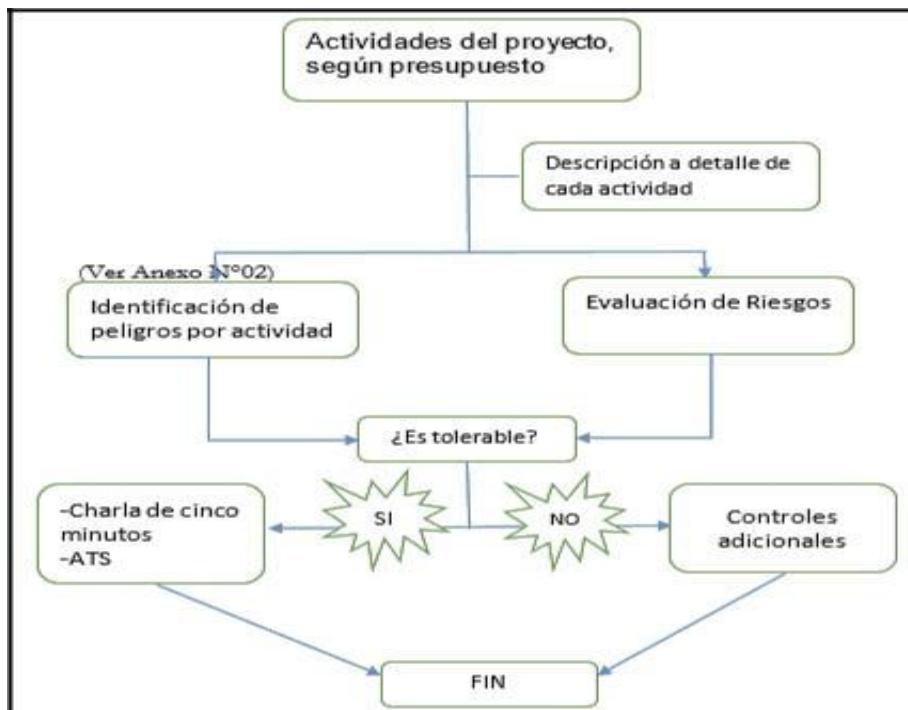 Actividades del proyecto,
según presupuesto
Descripción a detalle de
cada actividad
(Ver Anexo N°02)
Identificación de
peligros por actividad
Evaluación de Riesgos
¿Es tolerable?
-Charla de cinco
minutos
-ATS
SI
NO
Controles
adicionales
FIN